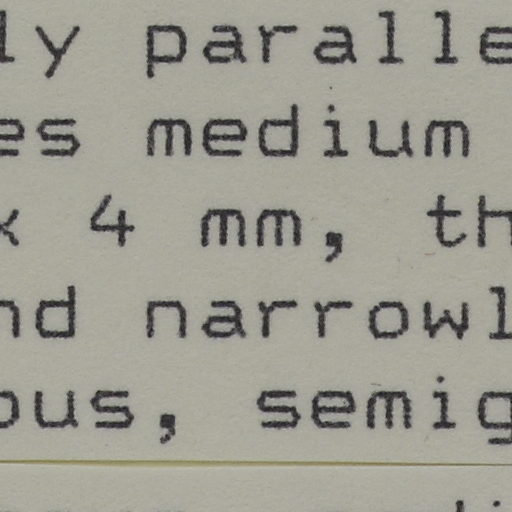 ly paralle
es medium
x 4 mm, th
nd narrowl
ous, semig